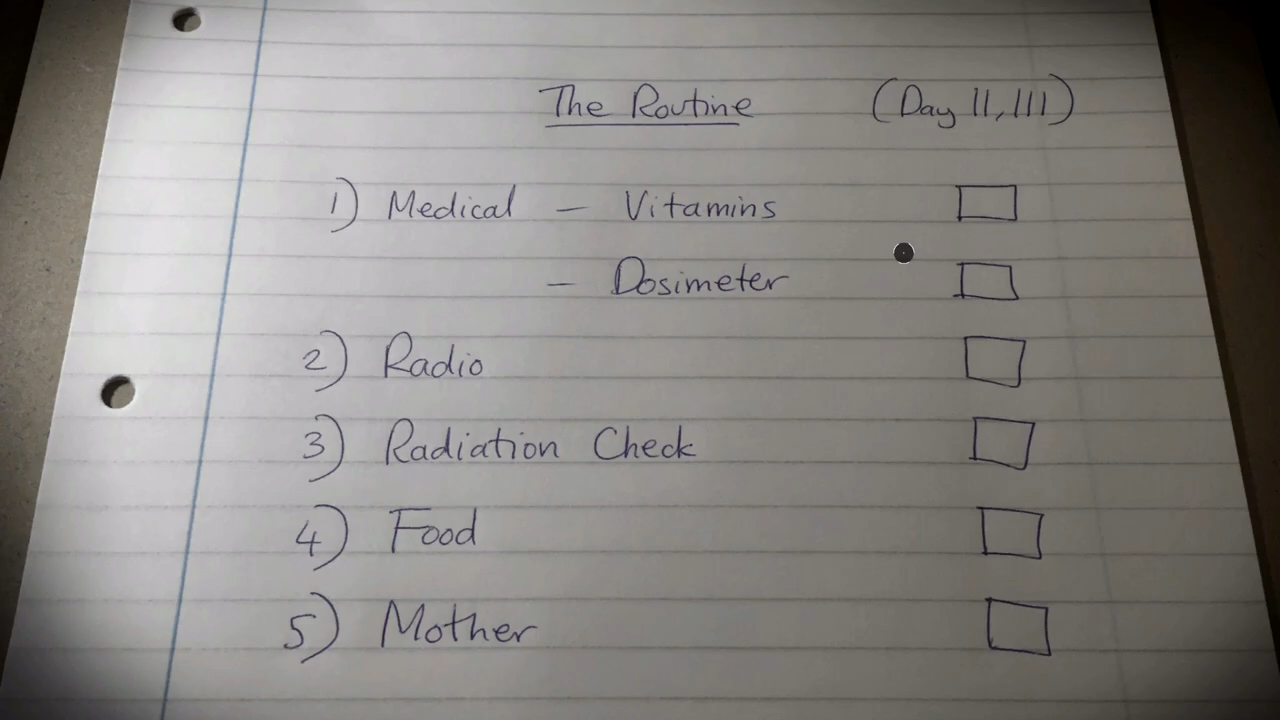 The Routine (Day 11,111)
1) Medical - Vitamins
- Dosimeter
2) Radio
3) Radiation Check
4) Food
5) Mother